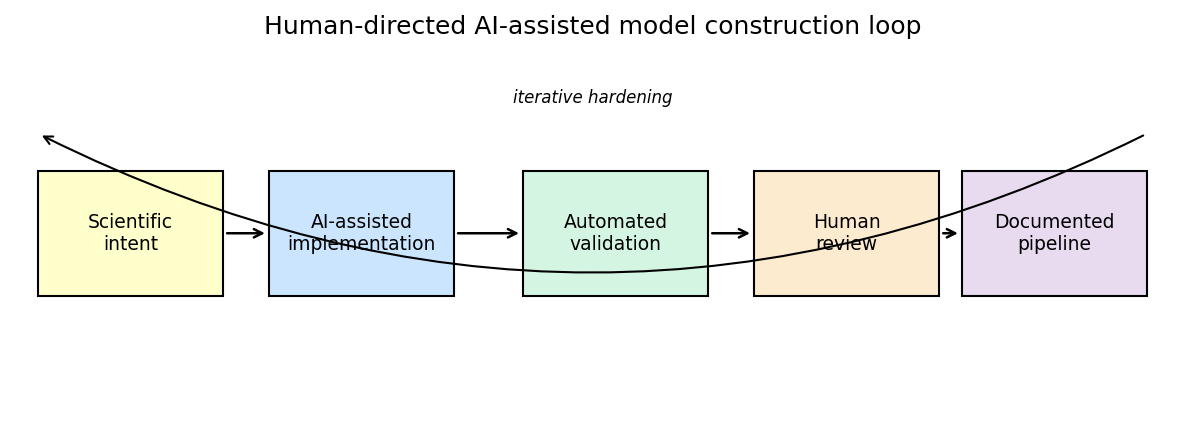 Human-directed AI-assisted model construction loop
iterative hardening
Scientific
intent
AI-assisted
implementation
Automated
validation
Human
review
Documented
pipeline